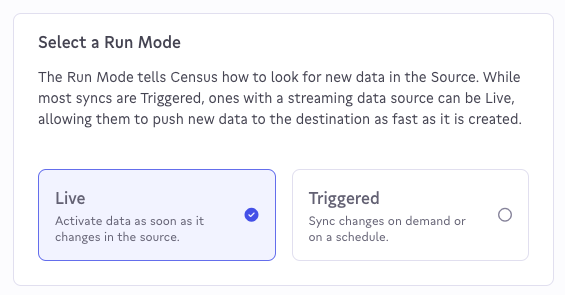 Select a Run Mode
The Run Mode tells Census how to look for new data in the Source. While
most syncs are Triggered, ones with a streaming data source can be Live,
allowing them to push new data to the destination as fast as it is created.
Live
Activate data as soon as it
changes in the source.
Triggered
Sync changes on demand or
on a schedule.